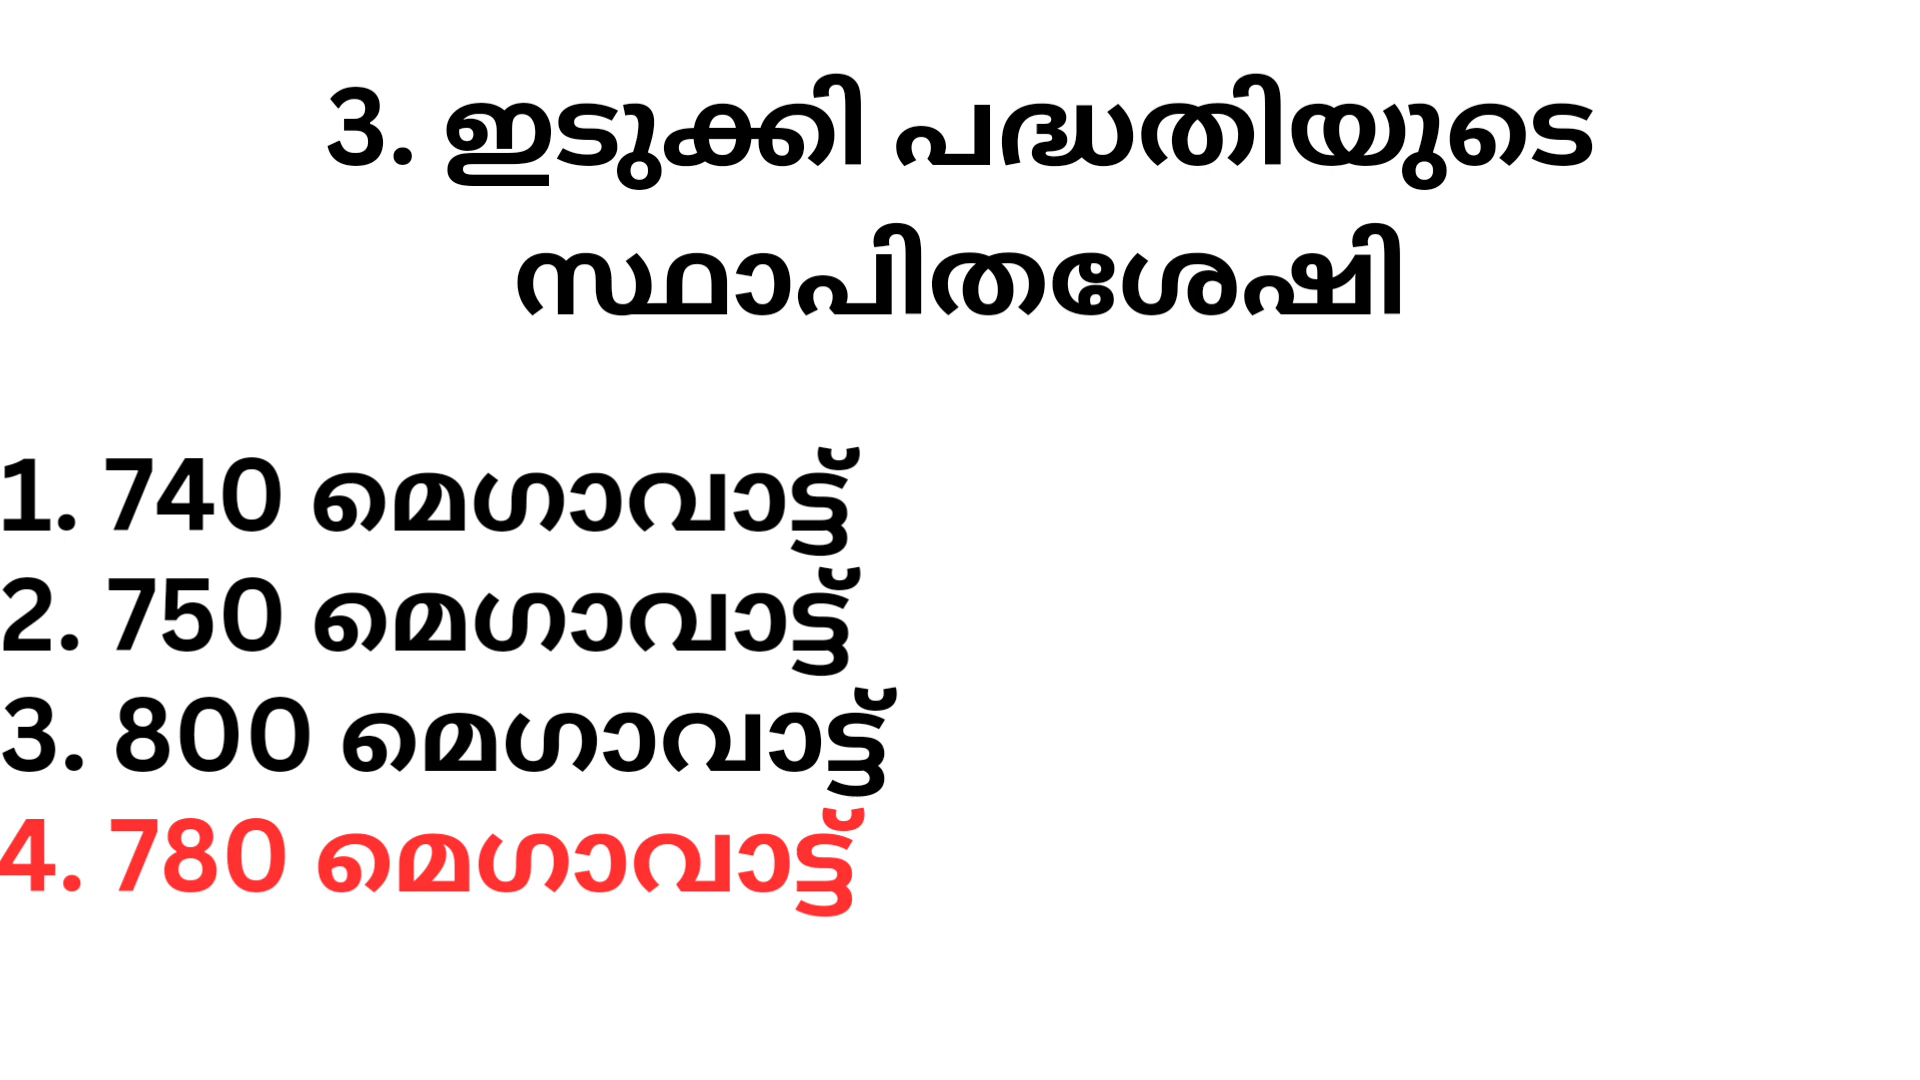 3. ഇടുക്കി പദ്ധതിയുടെ
സ്ഥാപിതശേഷി
1. 740 മെഗാവാട്ട്
2. 750 മെഗാവാട്ട്
3. 800 മെഗാവാട്ട്
4. 780 മെഗാവാട്ട്